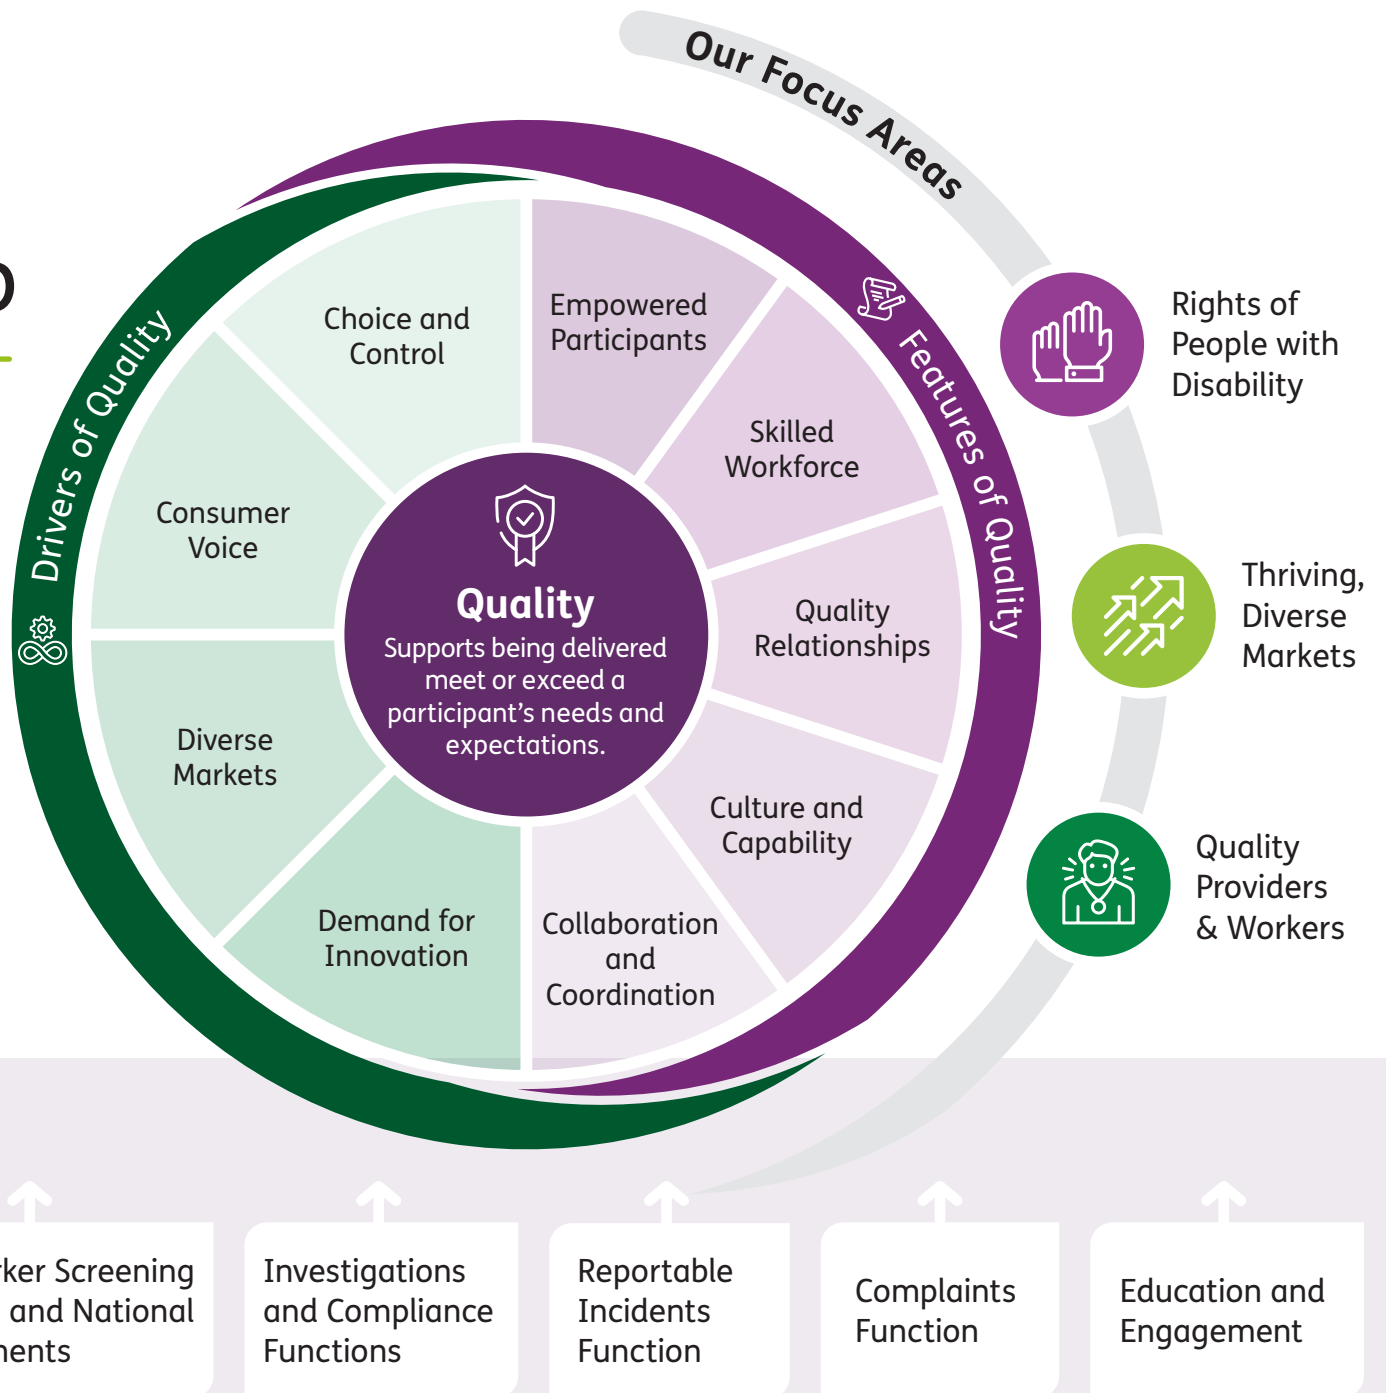 Our Focus Areas
Drivers of Quality
Features of Quality
Choice and
Control
Empowered
Participants
Skilled
Workforce
Consumer
Voice
Quality
Relationships
Quality
Supports being delivered
meet or exceed a
participant’s needs and
expectations.
Diverse
Markets
Culture and
Capability
Demand for
Innovation
Collaboration
and
Coordination
Rights of
People with
Disability
Thriving,
Diverse
Markets
Quality
Providers
& Workers
Screening
and National
Investigations
and Compliance
Functions
Reportable
Incidents
Function
Complaints
Function
Education and
Engagement